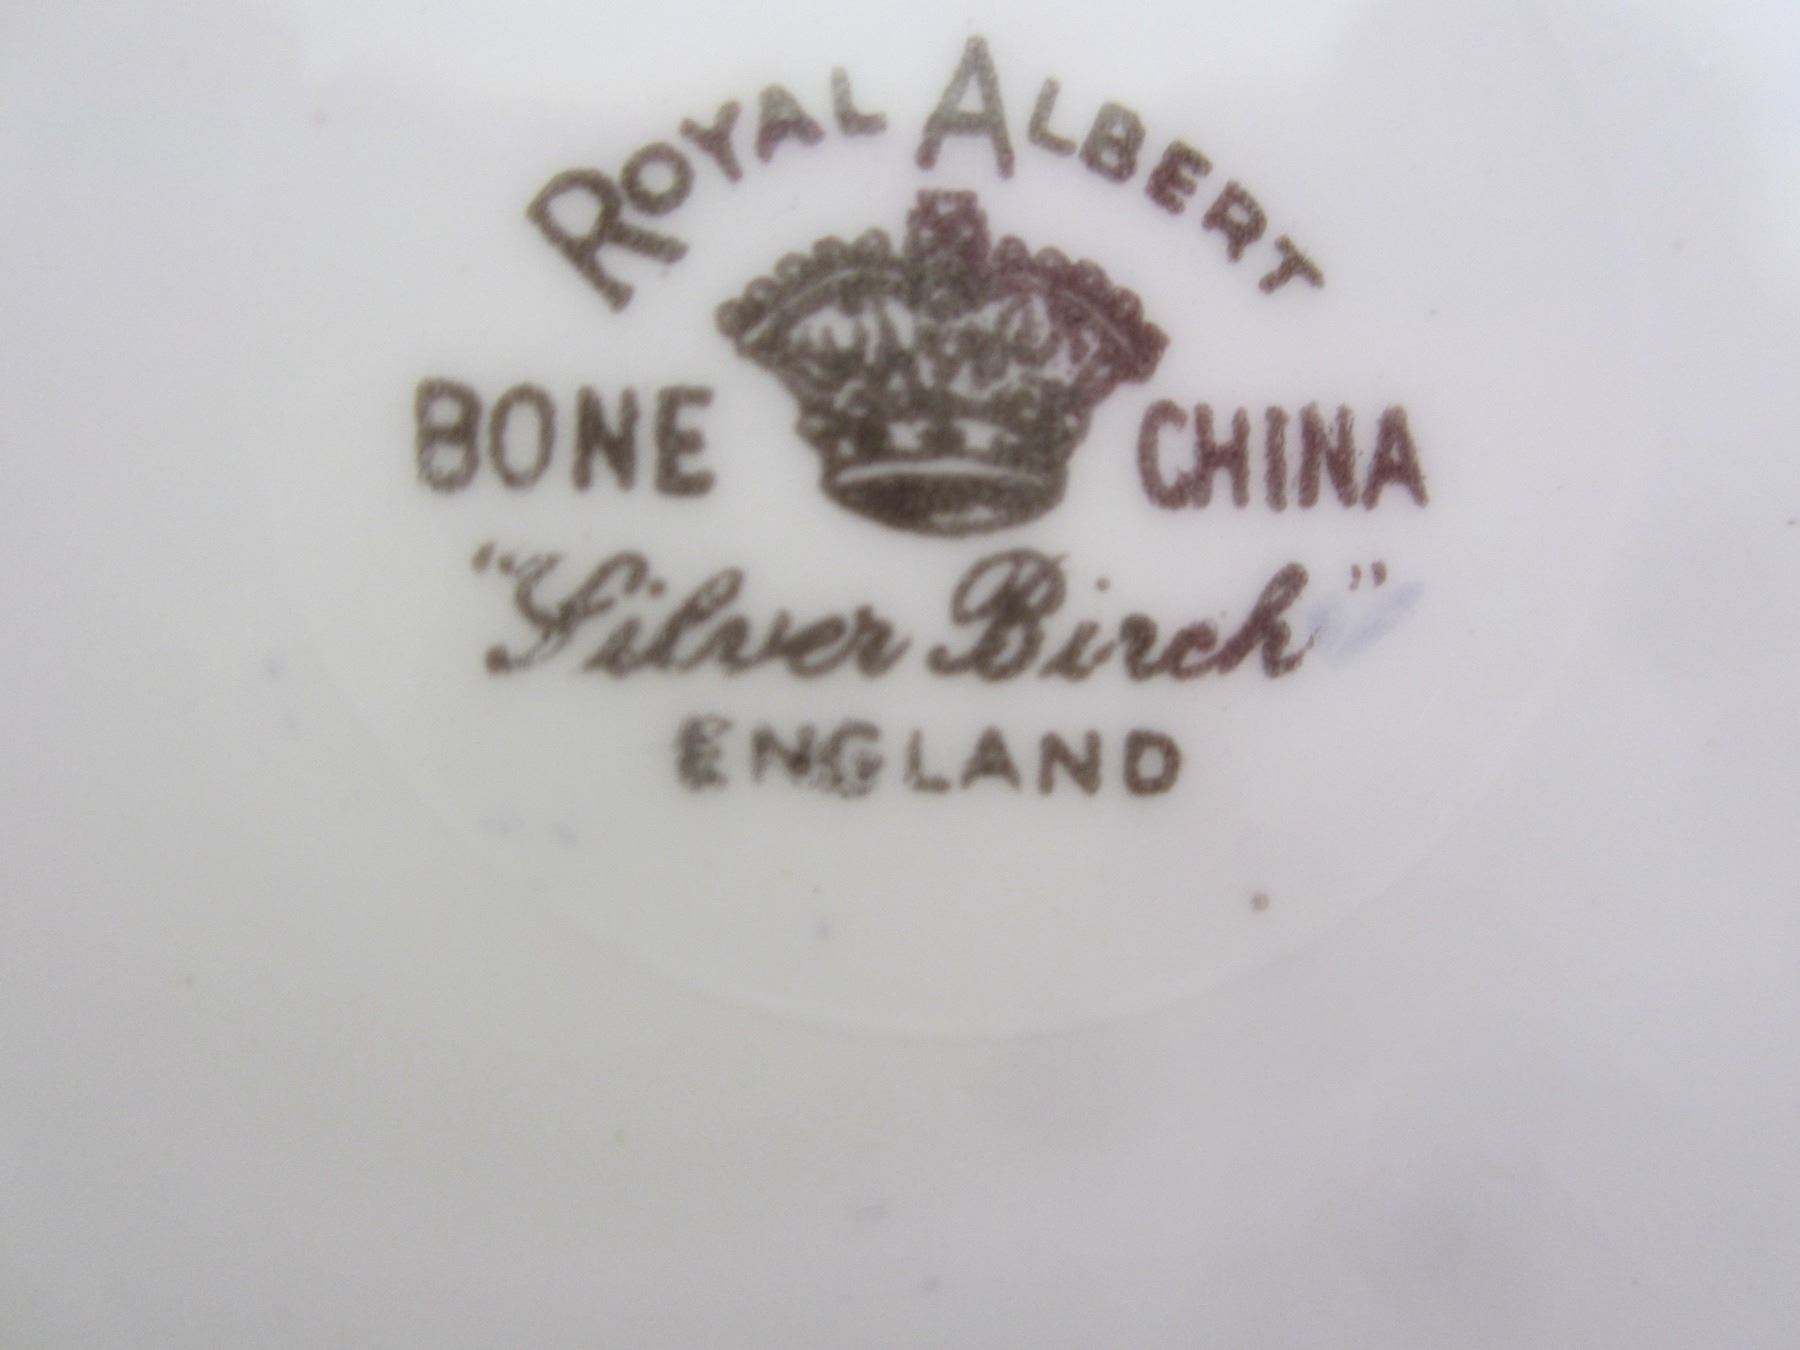 ROYAL ALBERT
BONE CHINA
"Silver Birch"
ENGLAND